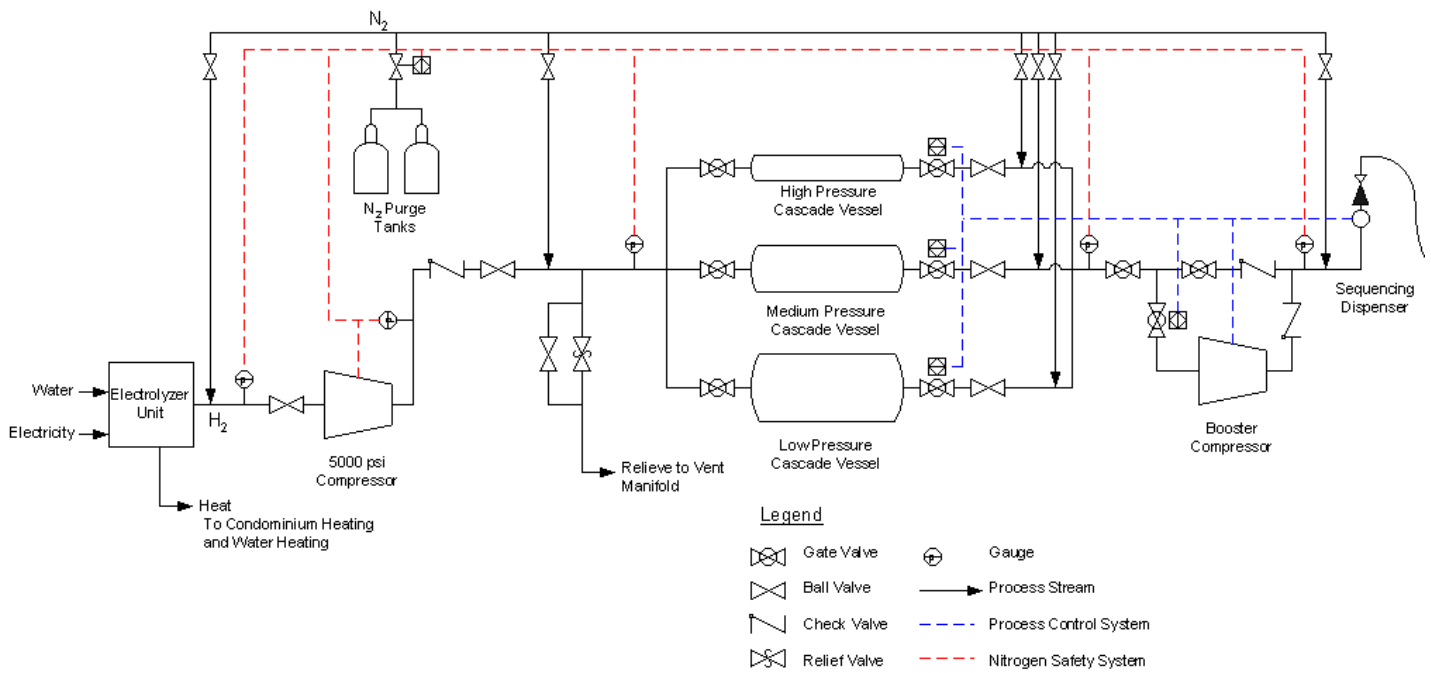 N2
N2 Purge
Tanks
High Pressure
Cascade Vessel
Medium Pressure
Cascade Vessel
Low Pressure
Cascade Vessel
Sequencing
Dispenser
Booster
Compressor
Water
Electricity
Electrolyzer
Unit
H2
5000 psi
Compressor
Heat
To Condominium Heating
and Water Heating
Relieve to Vent
Manifold
P
P
P
P
P
Legend
Gate Valve
Ball Valve
Check Valve
Relief Valve
P
Gauge
Process Stream
Process Control System
Nitrogen Safety System